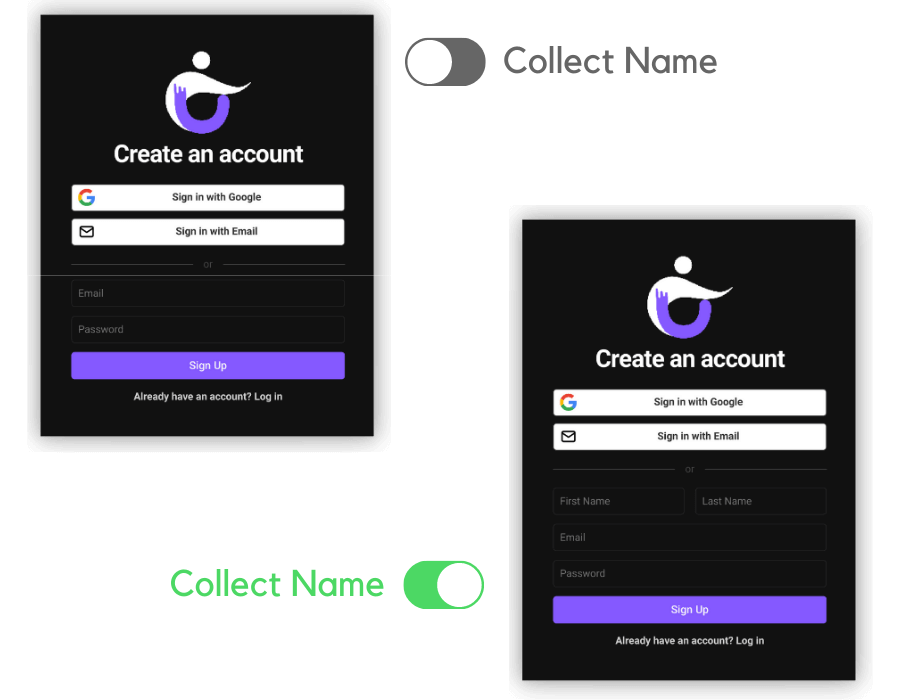 Collect Name
Create an account
Sign in with Google
Sign in with Email
or
Email
Password
Sign Up
Already have an account? Log in
Create an account
Sign in with Google
Sign in with Email
or
First Name Last Name
Email
Password
Sign Up
Already have an account? Log in
Collect Name